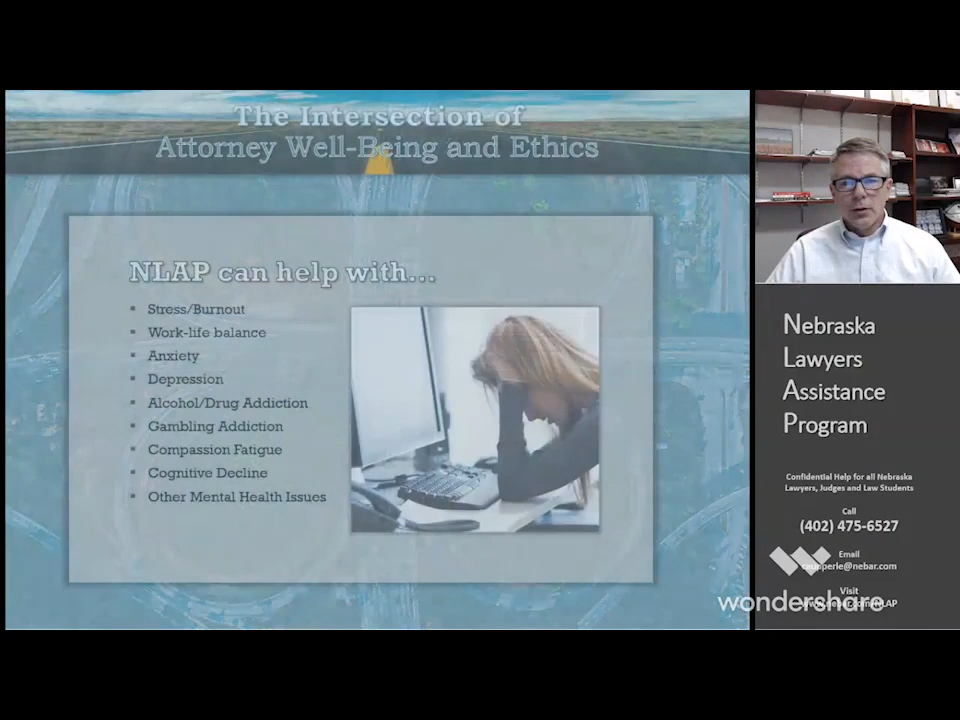 The Intersection of
Attorney Well-Being and Ethics
NLAP can help with...
Stress/Burnout
Work-life balance
Anxiety
Depression
Alcohol/Drug Addiction
Gambling Addiction
Compassion Fatigue
Cognitive Decline
Other Mental Health Issues
Nebraska
Lawyers
Assistance
Program
Confidential Help for all Nebraska
Lawyers, Judges and Law Students
Call
(402) 475-6527
Email
Visit
wondershare